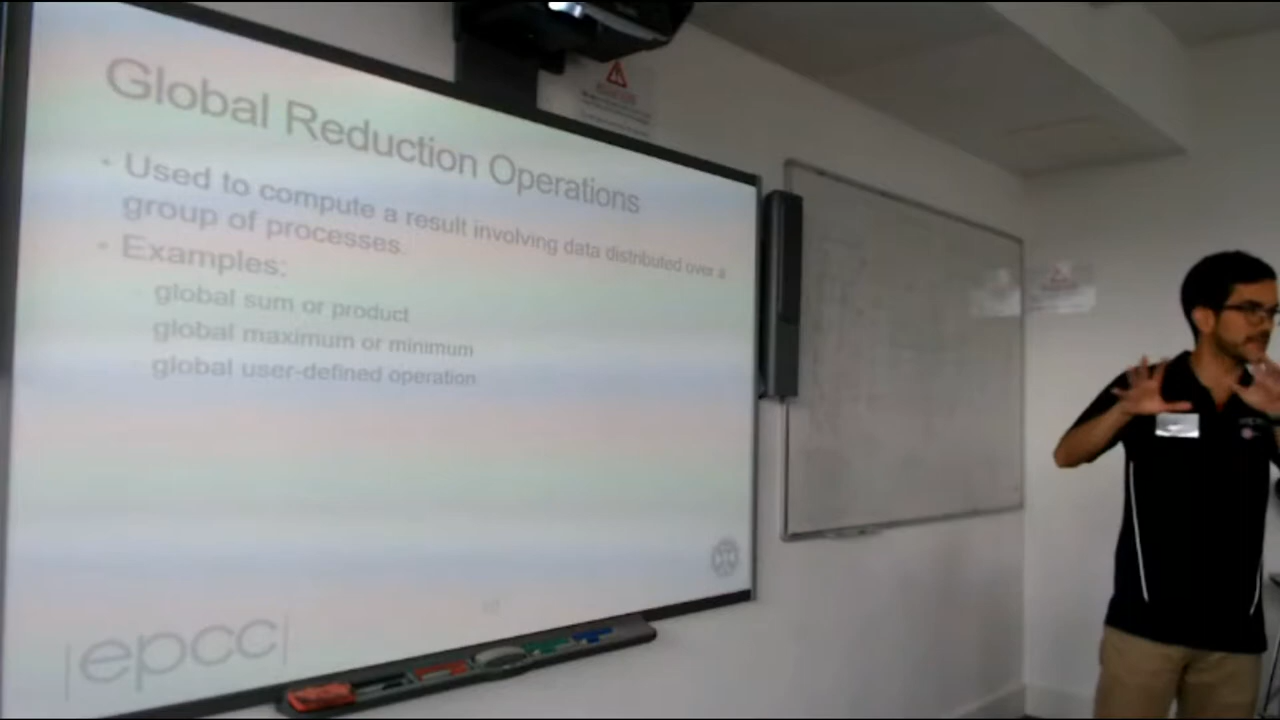 Global Reduction Operations
• Used to compute a result involving data distributed over a
group of processes.
• Examples:
global sum or product
global maximum or minimum
global user-defined operation
|epcc|